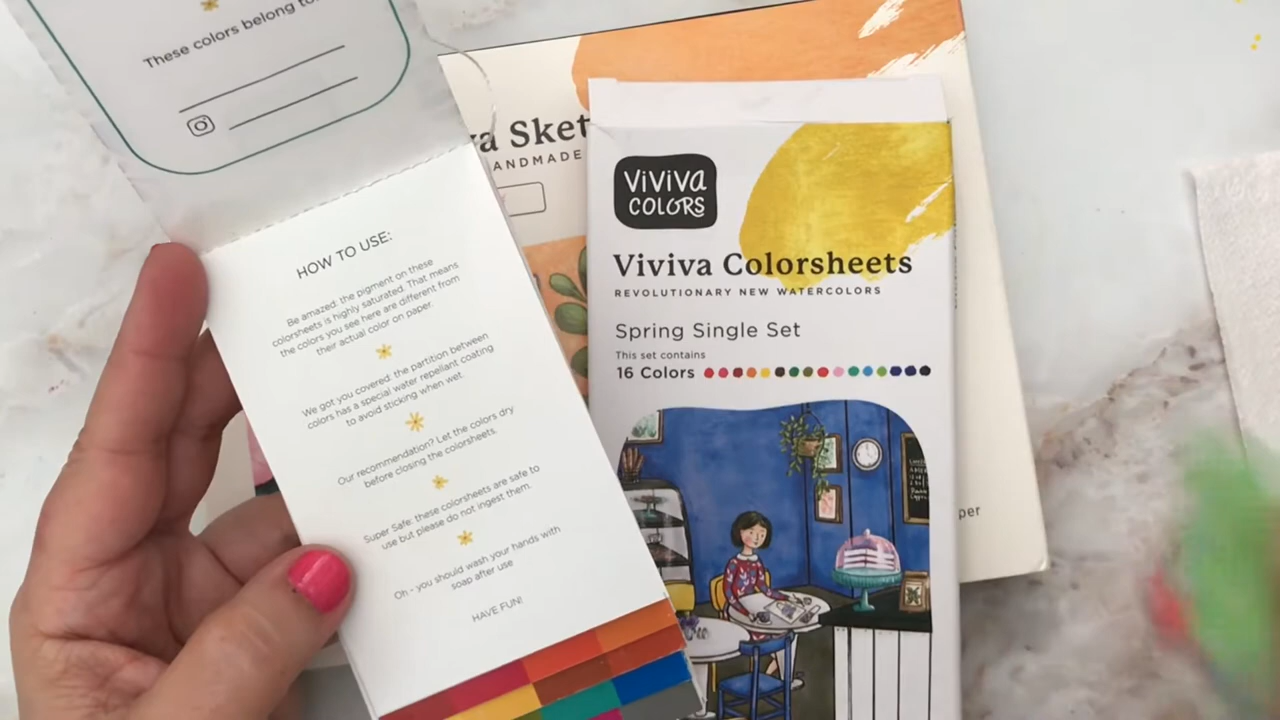 These colors belong to:
HOW TO USE:
Be amazed: the pigment on these
colorsheets is highly saturated. That means
the colors you see here are different from
their actual color on paper.
We got you covered: the partition between
colors has a special water repellant coating
to avoid sticking when wet.
Our recommendation? Let the colors dry
before closing the colorsheets.
Super Safe: these colorsheets are safe to
use but please do not ingest them.
Oh - you should wash your hands with
soap after use
HAVE FUN!
va Sket
ANDMADE
ViViVa
COLORS
Viviva Colorsheets
REVOLUTIONARY NEW WATERCOLORS
Spring Single Set
This set contains
16 Colors
per